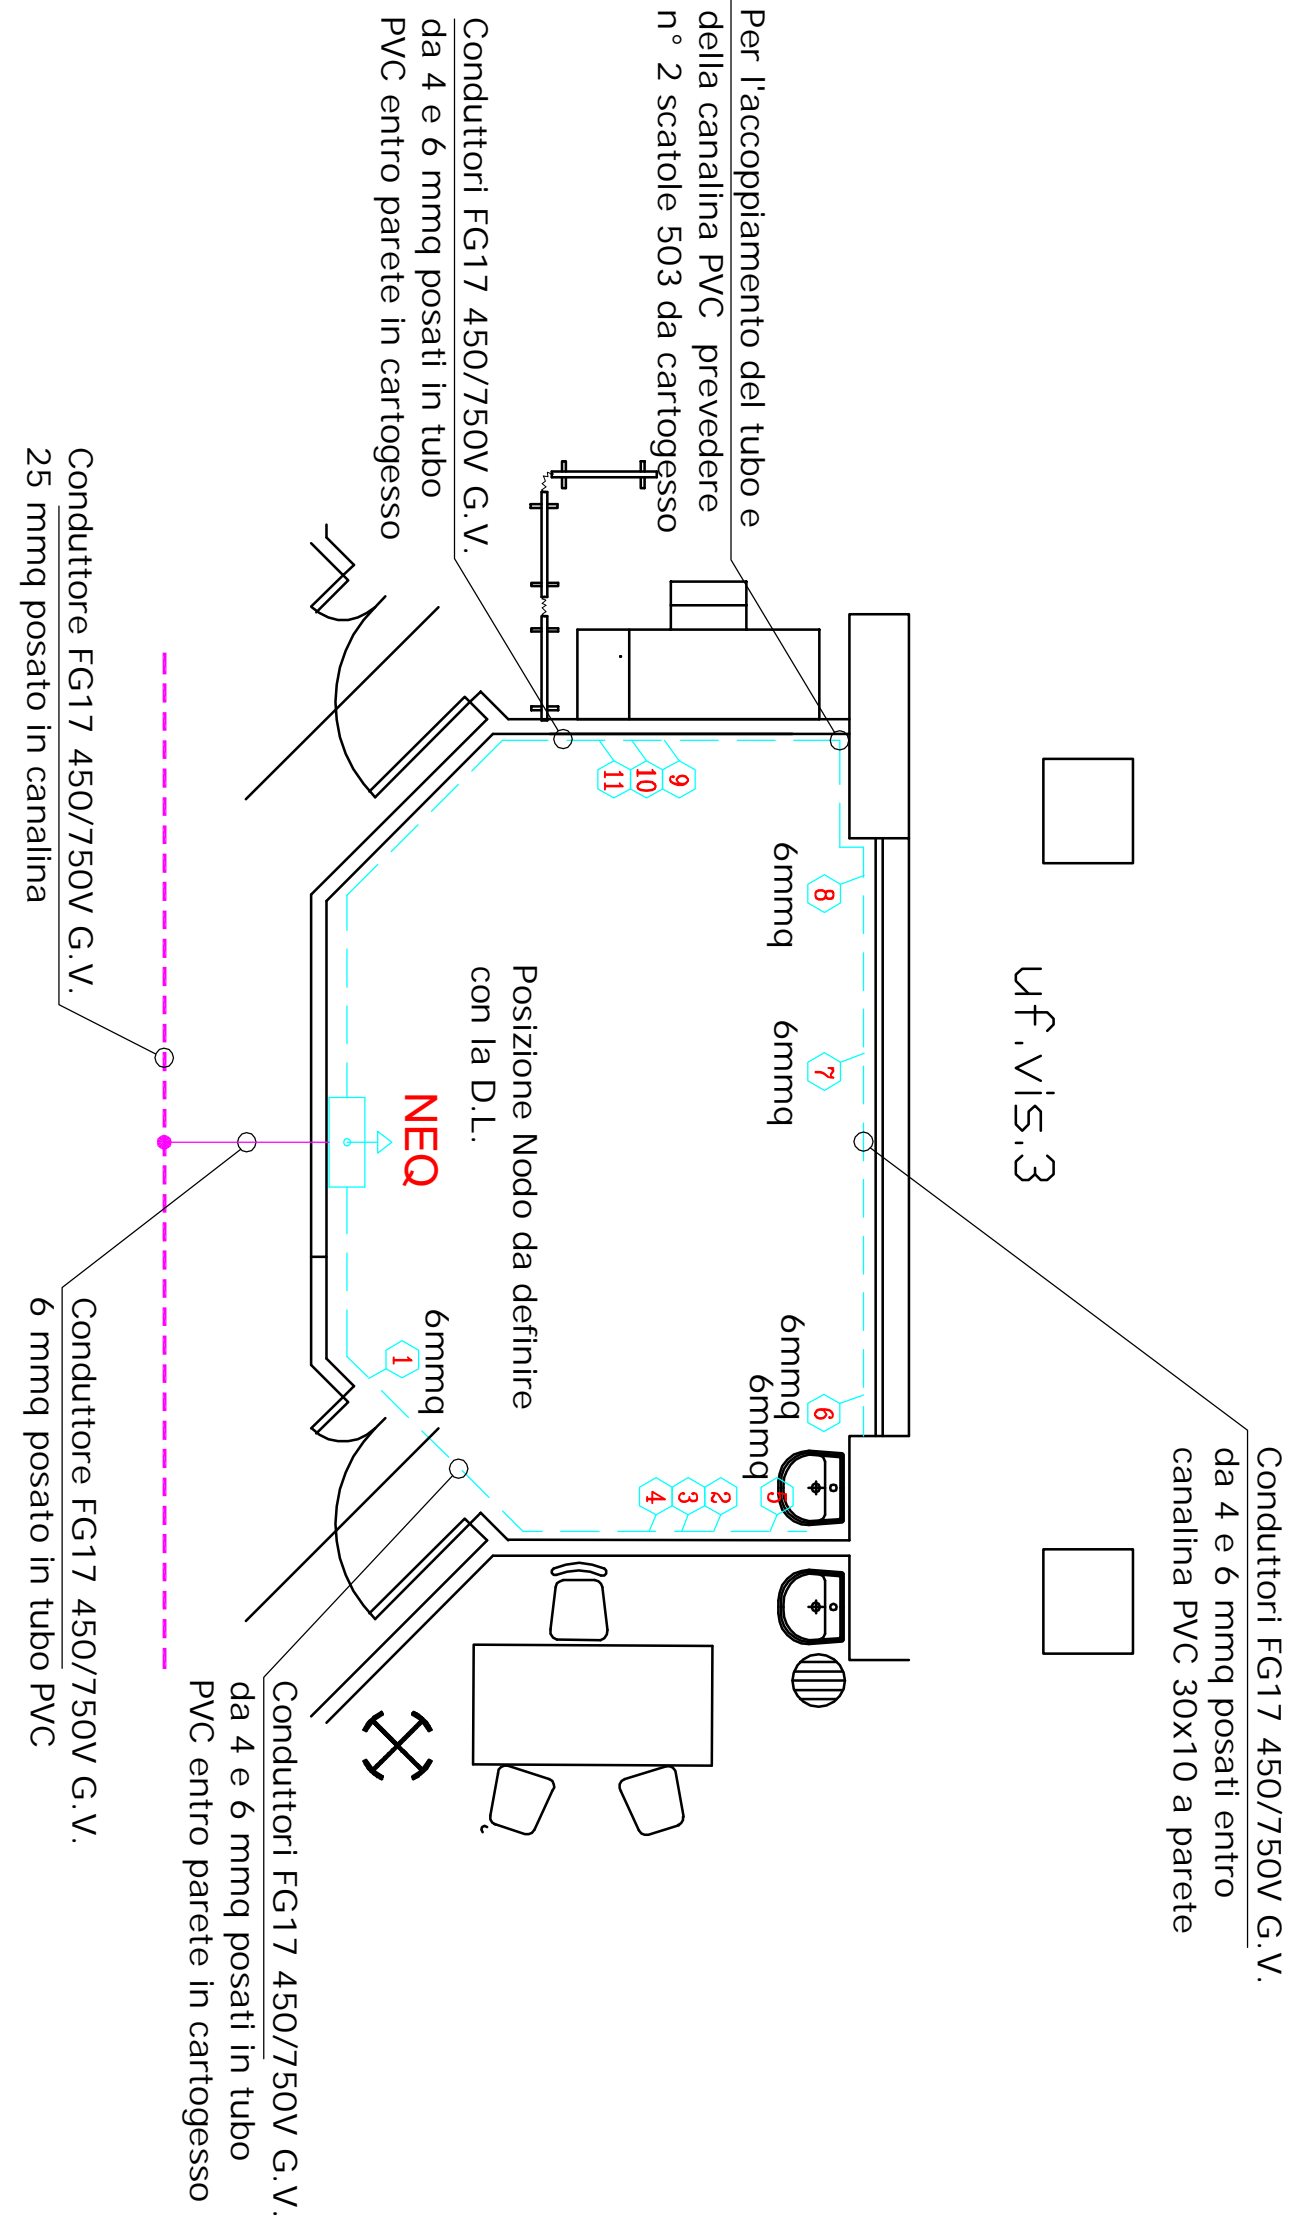 Conduttori FG17 450/750V G.V.
da 4 e 6 mmq posati entro
canalina PVC 30x10 a parete
uf.vis.3
Per l'accoppiamento del tubo e
della canalina PVC prevedere
n° 2 scatole 503 da cartogesso
8
6mmq
7
6mmq
6
6mmq
5
6mmq
9
10
11
2
3
4
Posizione Nodo da definire
con la D.L.
NEQ
1
6mmq
Conduttori FG17 450/750V G.V.
da 4 e 6 mmq posati in tubo
PVC entro parete in cartogesso
Conduttori FG17 450/750V G.V.
da 4 e 6 mmq posati in tubo
PVC entro parete in cartogesso
Conduttore FG17 450/750V G.V.
25 mmq posato in canalina
Conduttore FG17 450/750V G.V.
6 mmq posato in tubo PVC